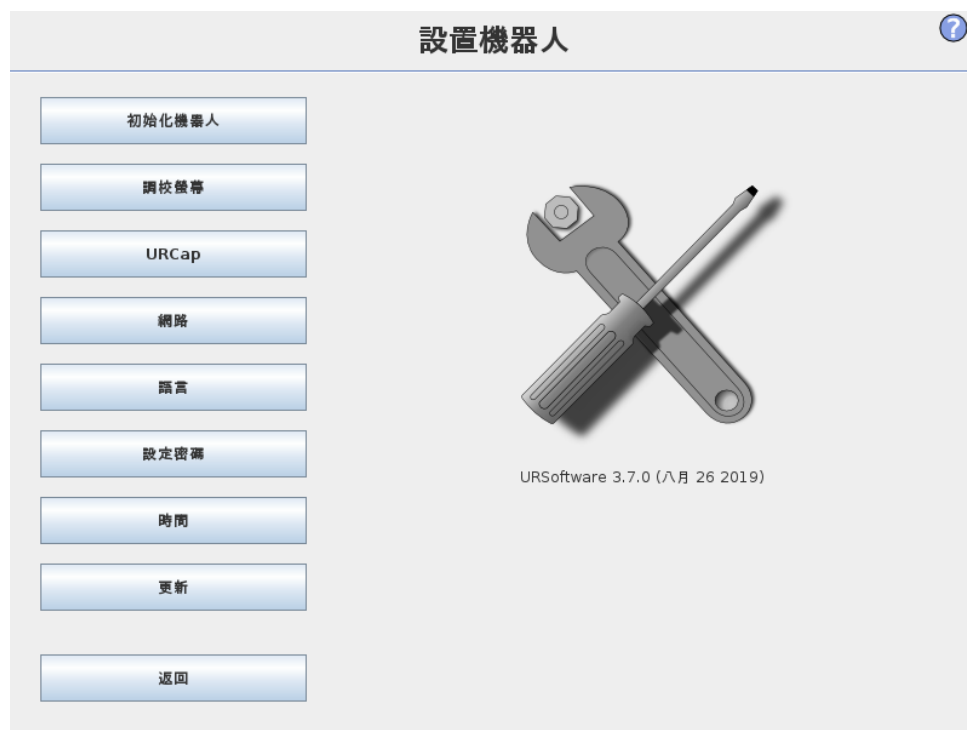 設置機器人
?
初始化機器人
調校螢幕
URCap
網路
語言
設定密碼
時間
更新
返回
URSoftware 3.7.0 (八月 26 2019)